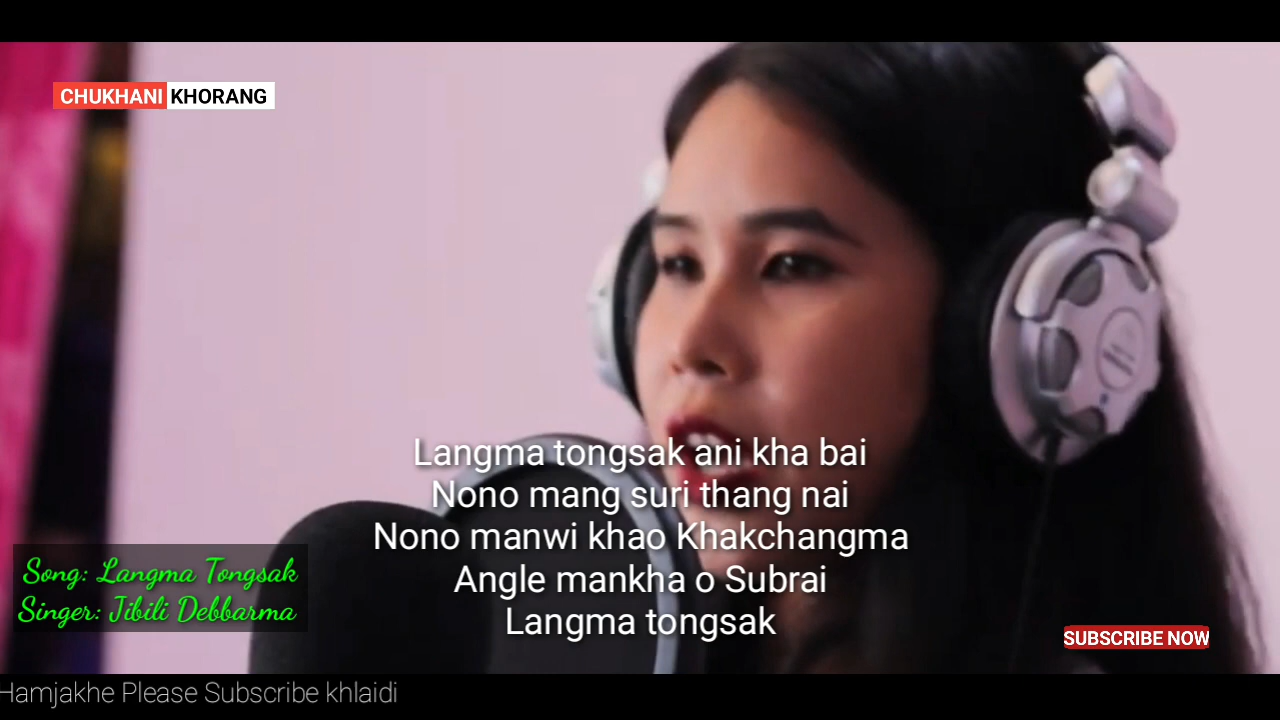 CHUKHANI KHORANG
Langma tongsak ani kha bai
Nono mang suri thang nai
Nono manwi khao Khakchangma
Angle mankha o Subrai
Langma tongsak
Song: Langma Tongsak
Singer: Jibili Debbarma
SUBSCRIBE NOW
Hamjakhe Please Subscribe khlaidi